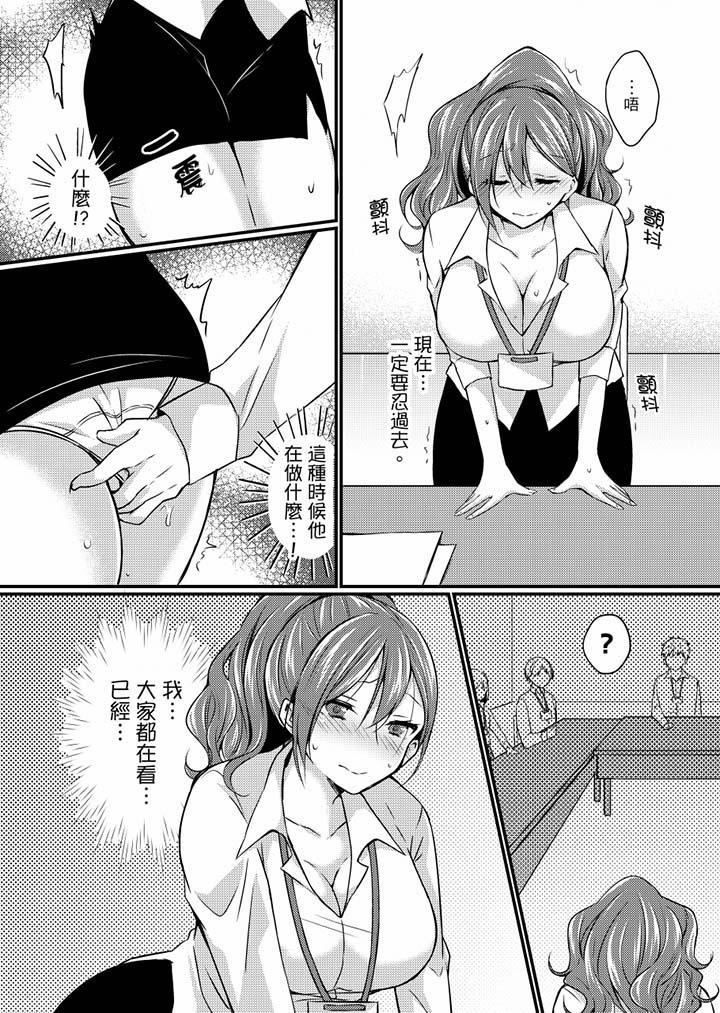 …唔
顫抖
顫抖
顫抖
現在…
一定要忍過去。
震
什麼!?
這種時候他
在做什麼…!
?
我…
大家都在看…
已經…